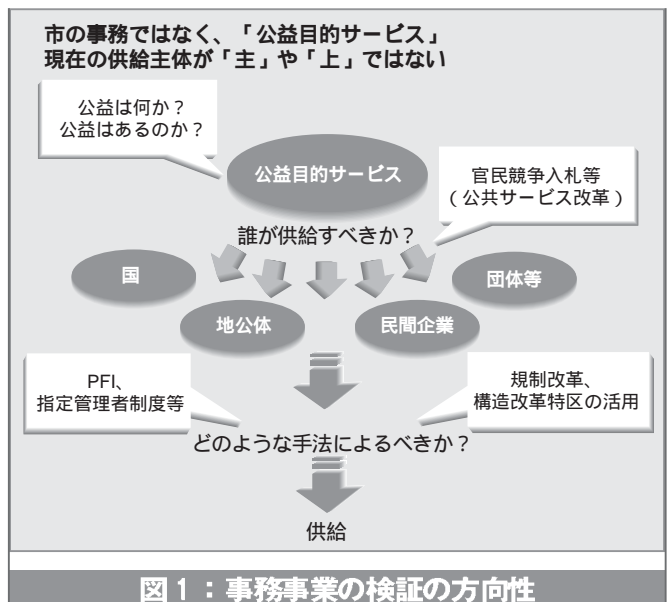 市の事務ではなく、「公益目的サービス」
現在の供給主体が「主」や「上」ではない
公益は何か？
公益はあるのか？
公益目的サービス
官民競争入札等
（公共サービス改革）
誰が供給すべきか？
国
団体等
地公体
民間企業
PFI、
指定管理者制度等
規制改革、
構造改革特区の活用
どのような手法によるべきか？
供給
図1：事務事業の検証の方向性